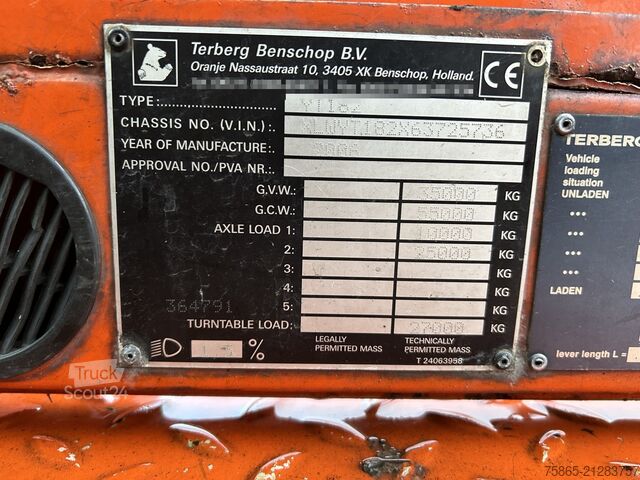 Terberg Benschop B.V.
Oranje Nassaustraat 10, 3405 XK Benschop, Holland.
CE
TYPE:
CHASSIS NO. (V.I.N.):. XLWYT182X63725736
YEAR OF MANUFACTURE:. 2006
APPROVAL NO./PVA NR:.
G.V.W.: 35000 KG
G.C.W.: 55000 KG
AXLE LOAD 1: 10000 KG
2: 25000 KG
3: KG
4: KG
364791 5: KG
TURNTABLE LOAD: 27000 KG
%
LEGALLY PERMITTED MASS
TECHNICALLY PERMITTED MASS
T 24063958
TERBERG
Vehicle
loading
situation
UNLADEN
LADEN
lever length L =
Truck
Scout24
75865-21283757